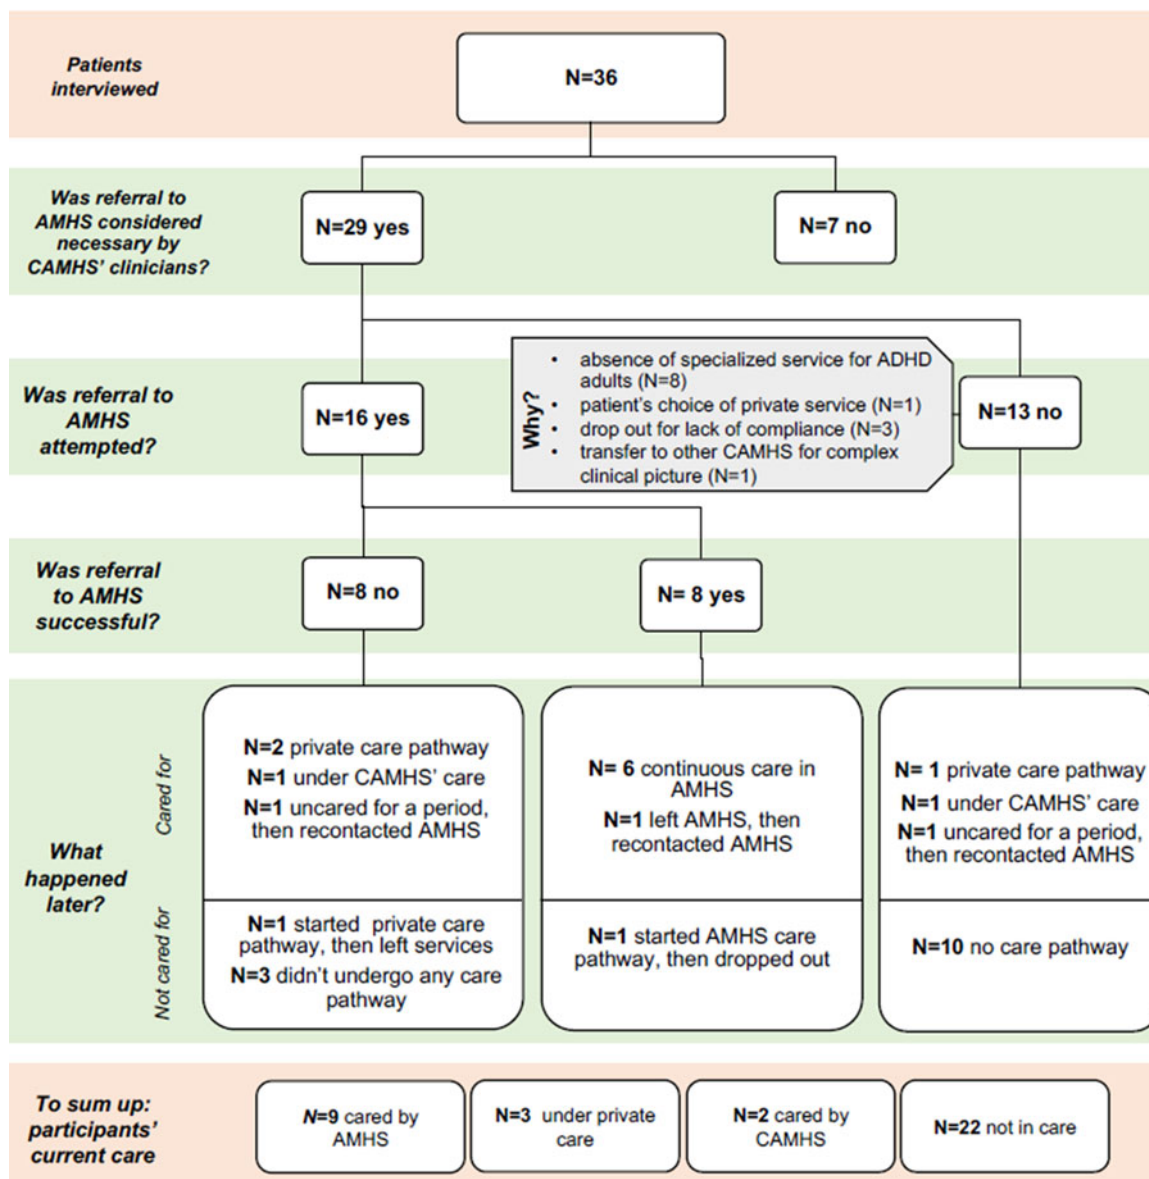 Patients
interviewed
N=36
Was referral to
AMHS considered
necessary by
CAMHS' clinicians?
N=29 yes
N=7 no
Was referral to
AMHS
attempted?
N=16 yes
Why?
• absence of specialized service for ADHD
adults (N=8)
• patient's choice of private service (N=1)
• drop out for lack of compliance (N=3)
• transfer to other CAMHS for complex
clinical picture (N=1)
N=13 no
Was referral
to AMHS
successful?
N=8 no
N= 8 yes
What
happened
later?
Cared for
N=2 private care pathway
N=1 under CAMHS' care
N=1 uncared for a period,
then recontacted AMHS
N= 6 continuous care in
AMHS
N=1 left AMHS, then
recontacted AMHS
N= 1 private care pathway
N=1 under CAMHS' care
N=1 uncared for a period,
then recontacted AMHS
Not cared for
N=1 started private care
pathway, then left services
N=3 didn't undergo any care
pathway
N=1 started AMHS care
pathway, then dropped out
N=10 no care pathway
To sum up:
participants'
current care
N=9 cared by
AMHS
N=3 under private
care
N=2 cared by
CAMHS
N=22 not in care